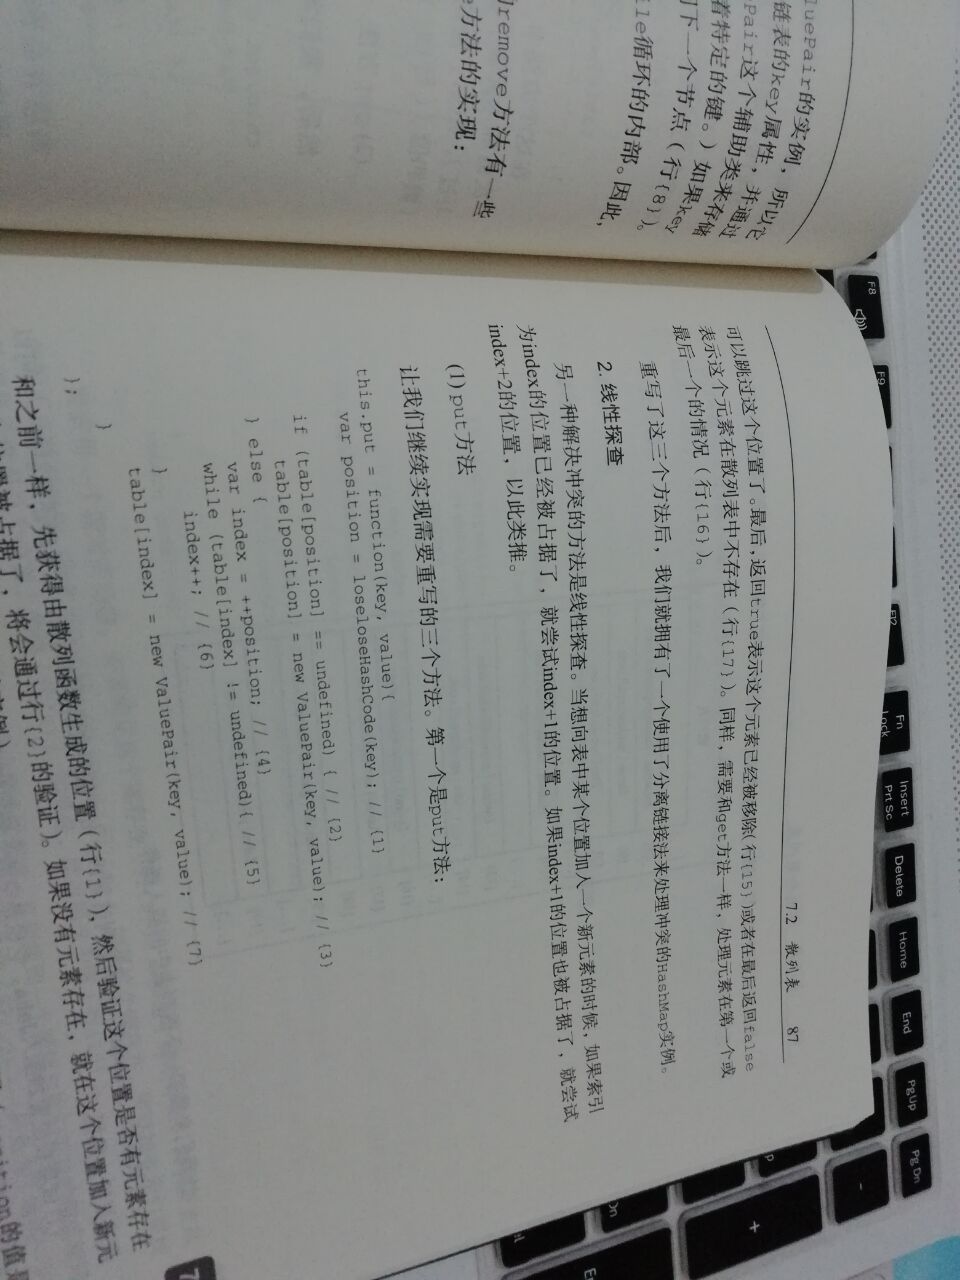 luePair的实例，所以
链表的key属性，并通过
Pair这个辅助类来存储
着特定的键。）如果key
下一个节点（行{8}）。
le循环的内部。因此，
remove方法有一些
方法的实现：
7.2 散列表 87
可以跳过这个位置了。最后，返回true表示这个元素已经被移除（行{15}）或者在最后返回false
表示这个元素在散列表中不存在（行{17}）。同样，需要和get方法一样，处理元素在第一个或
最后一个的情况（行{16}）。
重写了这三个方法后，我们就拥有了一个使用了分离链接法来处理冲突的HashMap实例。
2. 线性探查
另一种解决冲突的方法是线性探查。当想向表中某个位置加入一个新元素的时候，如果索引
为index的位置已经被占据了，就尝试index+1的位置。如果index+1的位置也被占据了，就尝试
index+2的位置，以此类推。
(1) put方法
让我们继续实现需要重写的三个方法。第一个是put方法：
this.put = function(key, value){
var position = loseloseHashCode(key); // {1}
if (table[position] == undefined) { // {2}
table[position] = new ValuePair(key, value); // {3}
} else {
var index = ++position; // {4}
while (table[index] != undefined){ // {5}
index++; // {6}
}
table[index] = new ValuePair(key, value); // {7}
}
};
和之前一样，先获得由散列函数生成的位置（行{1}），然后验证这个位置是否有元素存在
被占据了，将会通过行{2}的验证）。如果没有元素存在，就在这个位置加入新元
ition的值是
7
F8
F9
F12
Fn
Lock
Insert
Prt Sc
Delete
Home
End
PgUp
Pg Dn
-
+